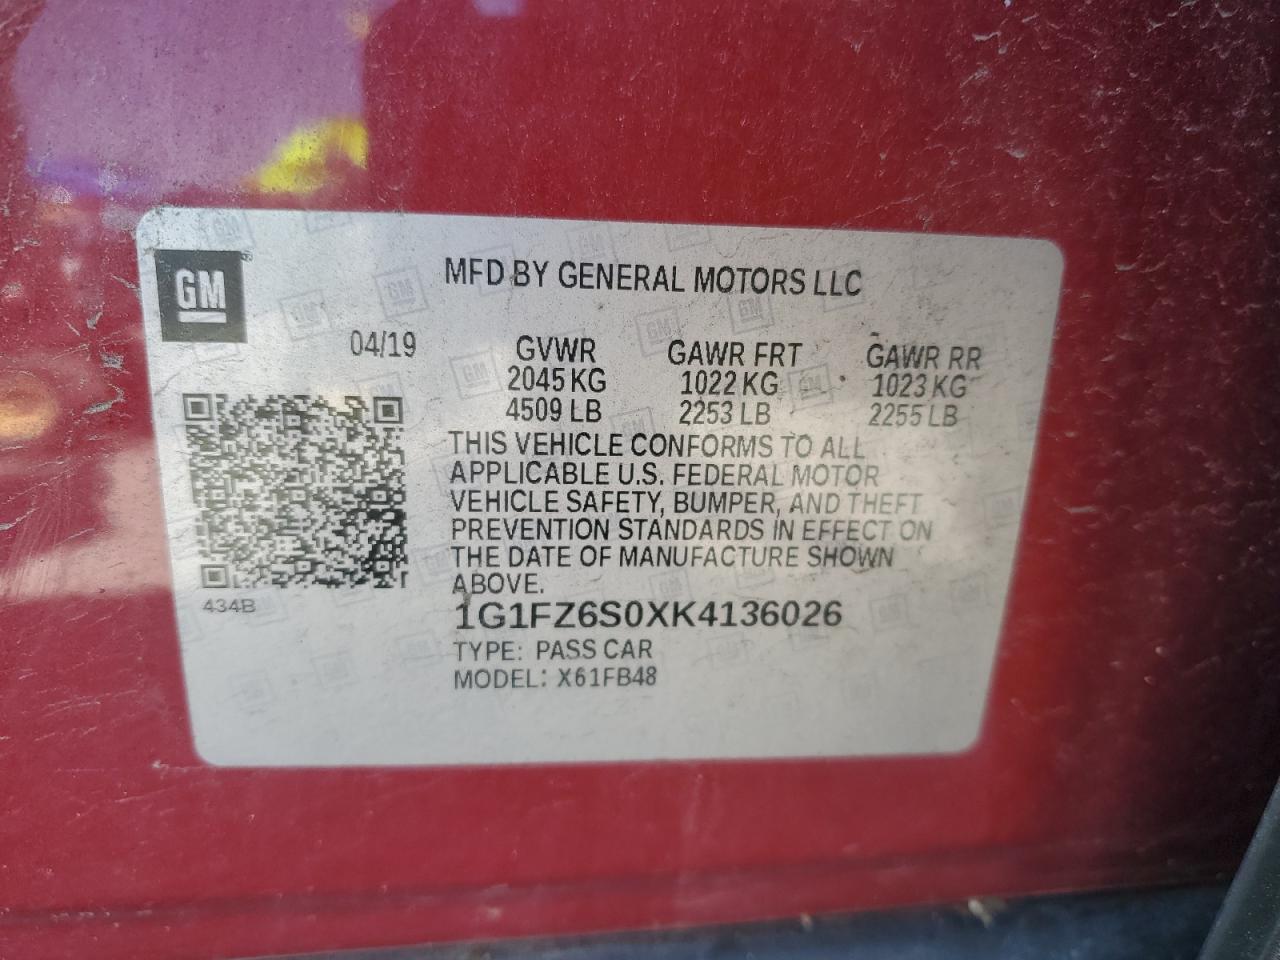 GM
MFD BY GENERAL MOTORS LLC
04/19
GVWR GAWR FRT GAWR RR
2045 KG 1022 KG 1023 KG
4509 LB 2253 LB 2255 LB
THIS VEHICLE CONFORMS TO ALL
APPLICABLE U.S. FEDERAL MOTOR
VEHICLE SAFETY, BUMPER, AND THEFT
PREVENTION STANDARDS IN EFFECT ON
THE DATE OF MANUFACTURE SHOWN
ABOVE.
434B
1G1FZ6S0XK4136026
TYPE: PASS CAR
MODEL: X61FB48